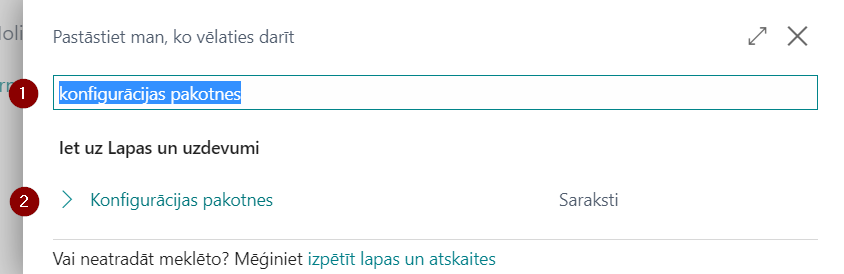 Pastāstiet man, ko vēlaties darīt
1
konfigurācijas pakotnes
Iet uz Lapas un uzdevumi
2
Konfigurācijas pakotnes Saraksti
Vai neatradāt meklēto? Mēģiniet izpētīt lapas un atskaites